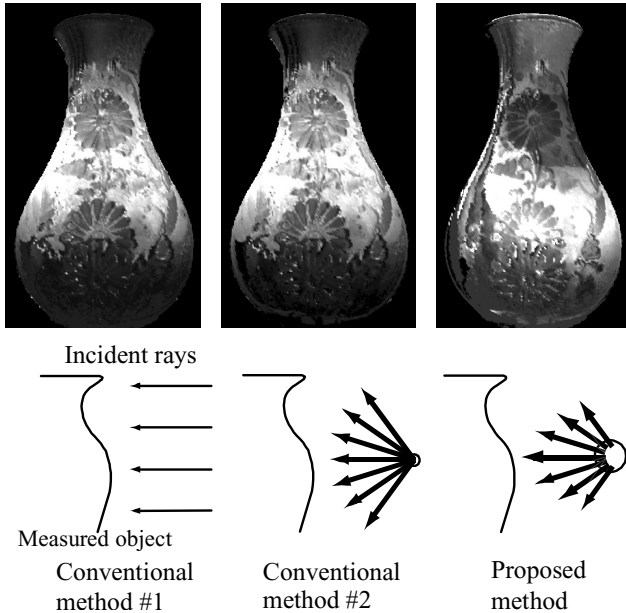 Incident rays
Measured object
Conventional
method #1
Conventional
method #2
Proposed
method